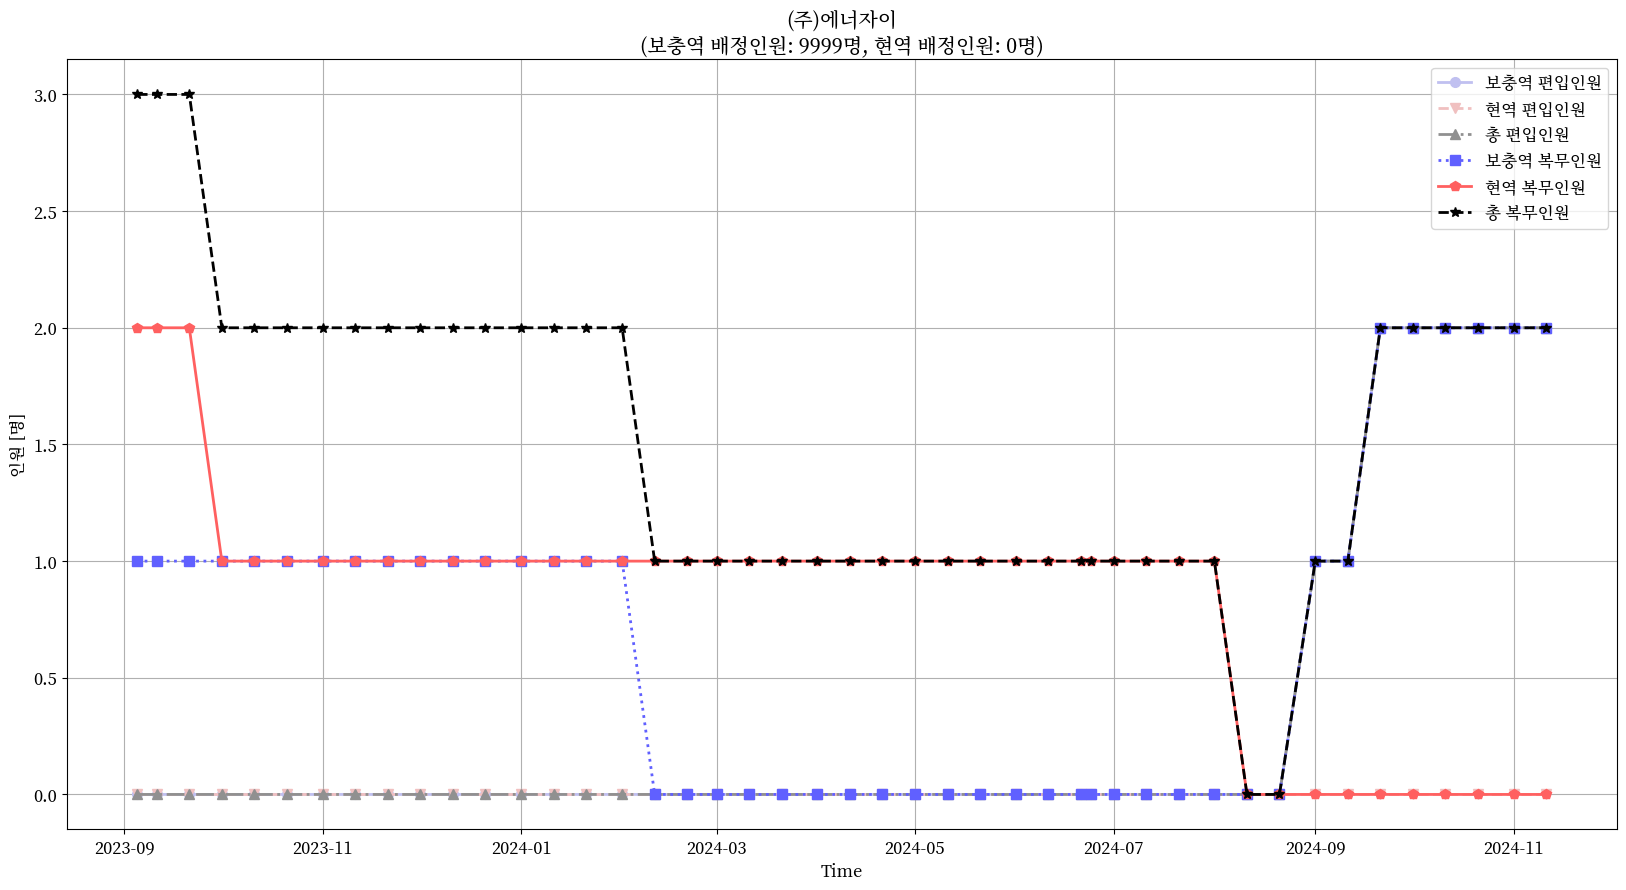 (주)에너자이
(보충역 배정인원: 9999명, 현역 배정인원: 0명)
보충역 편입인원
현역 편입인원
총 편입인원
보충역 복무인원
현역 복무인원
총 복무인원
3.0
2.5
2.0
1.5
1.0
0.5
0.0
인원 [명]
2023-09
2023-11
2024-01
2024-03
2024-05
2024-07
2024-09
2024-11
Time